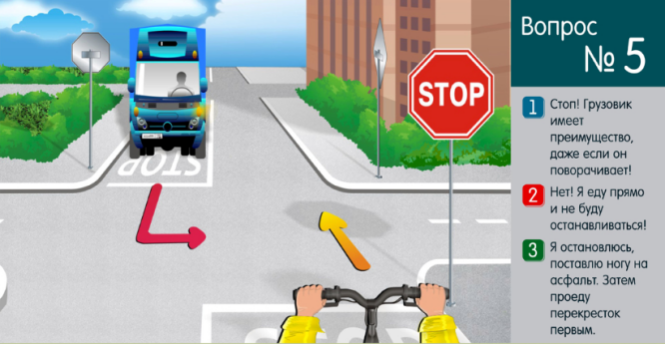 Вопрос
№ 5
STOP
STOP
1 Стоп! Грузовик
имеет
преимущество,
даже если он
поворачивает!
2 Нет! Я еду прямо
и не буду
останавливаться!
3 Я остановлюсь,
поставлю ногу на
асфальт. Затем
проеду
перекресток
первым.
STOP